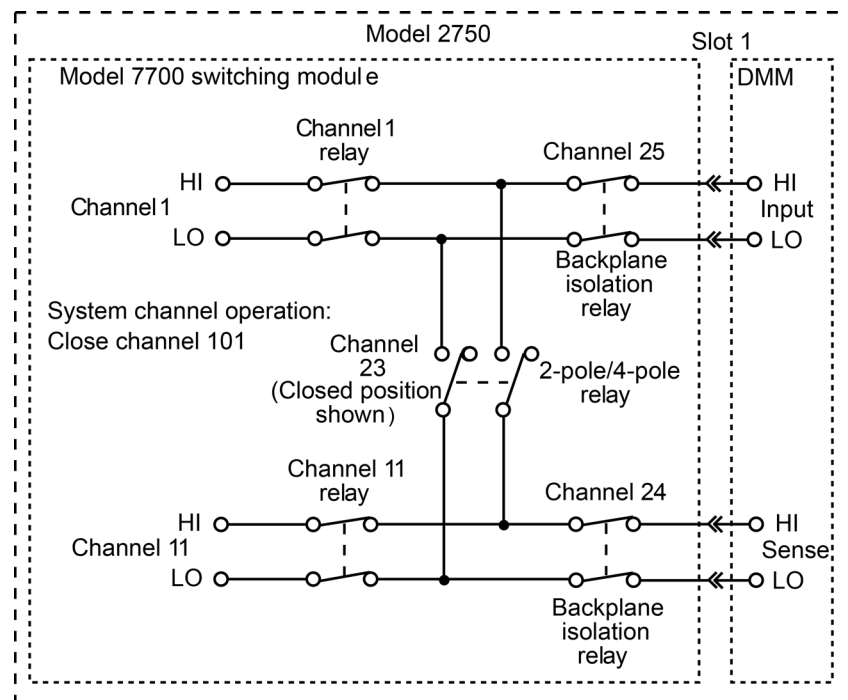 Model 2750
Slot 1
Model 7700 switching module
DMM
Channel 1
relay
Channel 25
HI
HI
Channel 1
Input
LO
LO
Backplane
isolation
relay
System channel operation:
Close channel 101
Channel
23
(Closed position
shown)
2-pole/4-pole
relay
Channel 11
relay
Channel 24
HI
HI
Channel 11
Sense
LO
LO
Backplane
isolation
relay